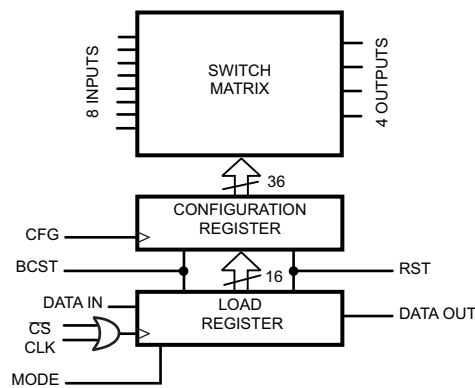 8 INPUTS
SWITCH
MATRIX
4 OUTPUTS
36
CONFIGURATION
REGISTER
CFG
BCST
16
RST
DATA IN
LOAD
REGISTER
DATA OUT
CS
CLK
MODE